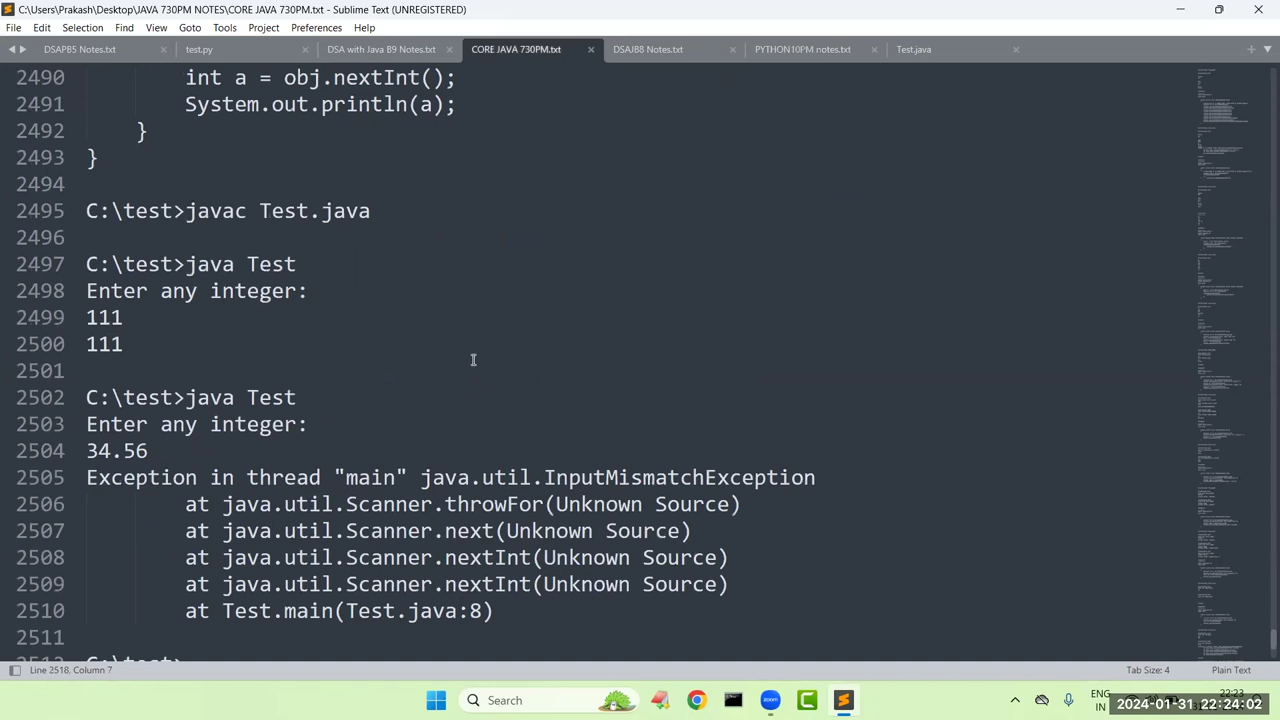 C:\Users\Prakash\Desktop\JAVA 730PM NOTES\CORE JAVA 730PM.txt - Sublime Text (UNREGISTERED)
File Edit Selection Find View Goto Tools Project Preferences Help
DSAPB5 Notes.txt test.py DSA with Java B9 Notes.txt CORE JAVA 730PM.txt DSAJB8 Notes.txt PYTHON10PM notes.txt Test.java
2490 int a = obj.nextInt();
2491 System.out.println(a);
2492 }
2493 }
2494
2495 C:\test>javac Test.java
2496
2497 C:\test>java Test
2498 Enter any integer:
2499 111
2500 111
2501
2502 C:\test>java Test
2503 Enter any integer:
2504 34.56
2505 Exception in thread "main" java.util.InputMismatchException
2506 at java.util.Scanner.throwFor(Unknown Source)
2507 at java.util.Scanner.next(Unknown Source)
2508 at java.util.Scanner.nextInt(Unknown Source)
2509 at java.util.Scanner.nextInt(Unknown Source)
2510 at Test.main(Test.java:8)
2511
C:\test>
Line 2518, Column 7 Tab Size: 4 Plain Text
Search ENG IN 22:23
2024-01-31 22:24:02